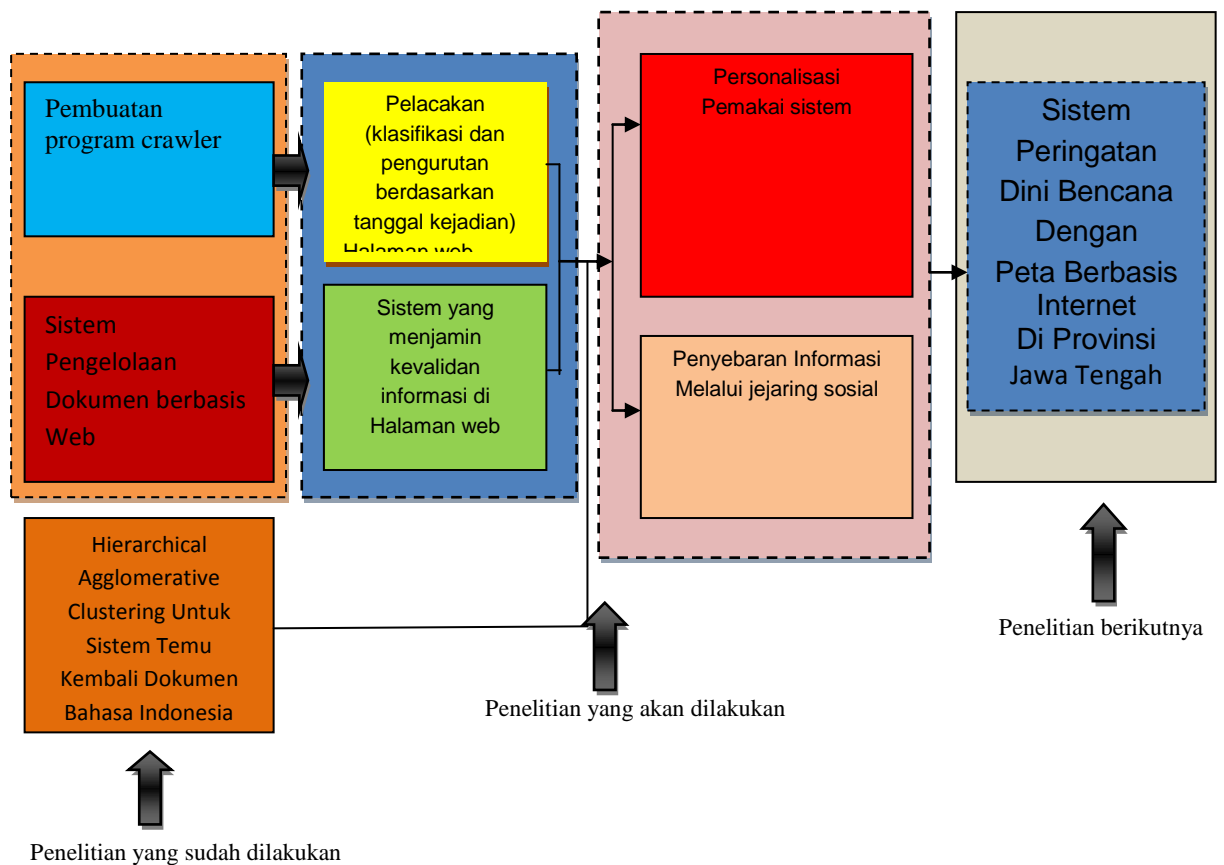 Pembuatan
program crawler
Sistem
Pengelolaan
Dokumen berbasis
Web
Hierarchical
Agglomerative
Clustering Untuk
Sistem Temu
Kembali Dokumen
Bahasa Indonesia
Penelitian yang sudah dilakukan
Pelacakan
(klasifikasi dan
pengurutan
berdasarkan
tanggal kejadian)
Halaman web
Sistem yang
menjamin
kevalidan
informasi di
Halaman web
Personalisasi
Pemakai sistem
Penyebaran Informasi
Melalui jejaring sosial
Penelitian yang akan dilakukan
Sistem
Peringatan
Dini Bencana
Dengan
Peta Berbasis
Internet
Di Provinsi
Jawa Tengah
Penelitian berikutnya